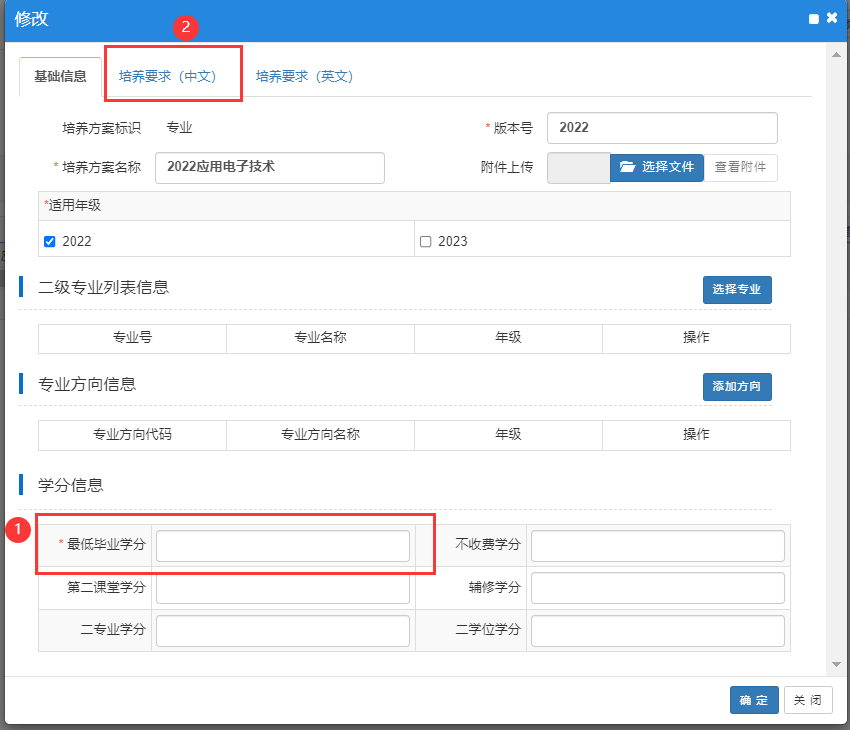 修改
2
基础信息 培养要求（中文） 培养要求（英文）
培养方案标识 专业 *版本号 2022
*培养方案名称 2022应用电子技术 附件上传 选择文件 查看附件
*适用年级
2022 2023
二级专业列表信息 选择专业
专业号 专业名称 年级 操作
专业方向信息 添加方向
专业方向代码 专业方向名称 年级 操作
学分信息
1
*最低毕业学分 不收费学分
第二课堂学分 辅修学分
二专业学分 二学位学分
确定 关闭